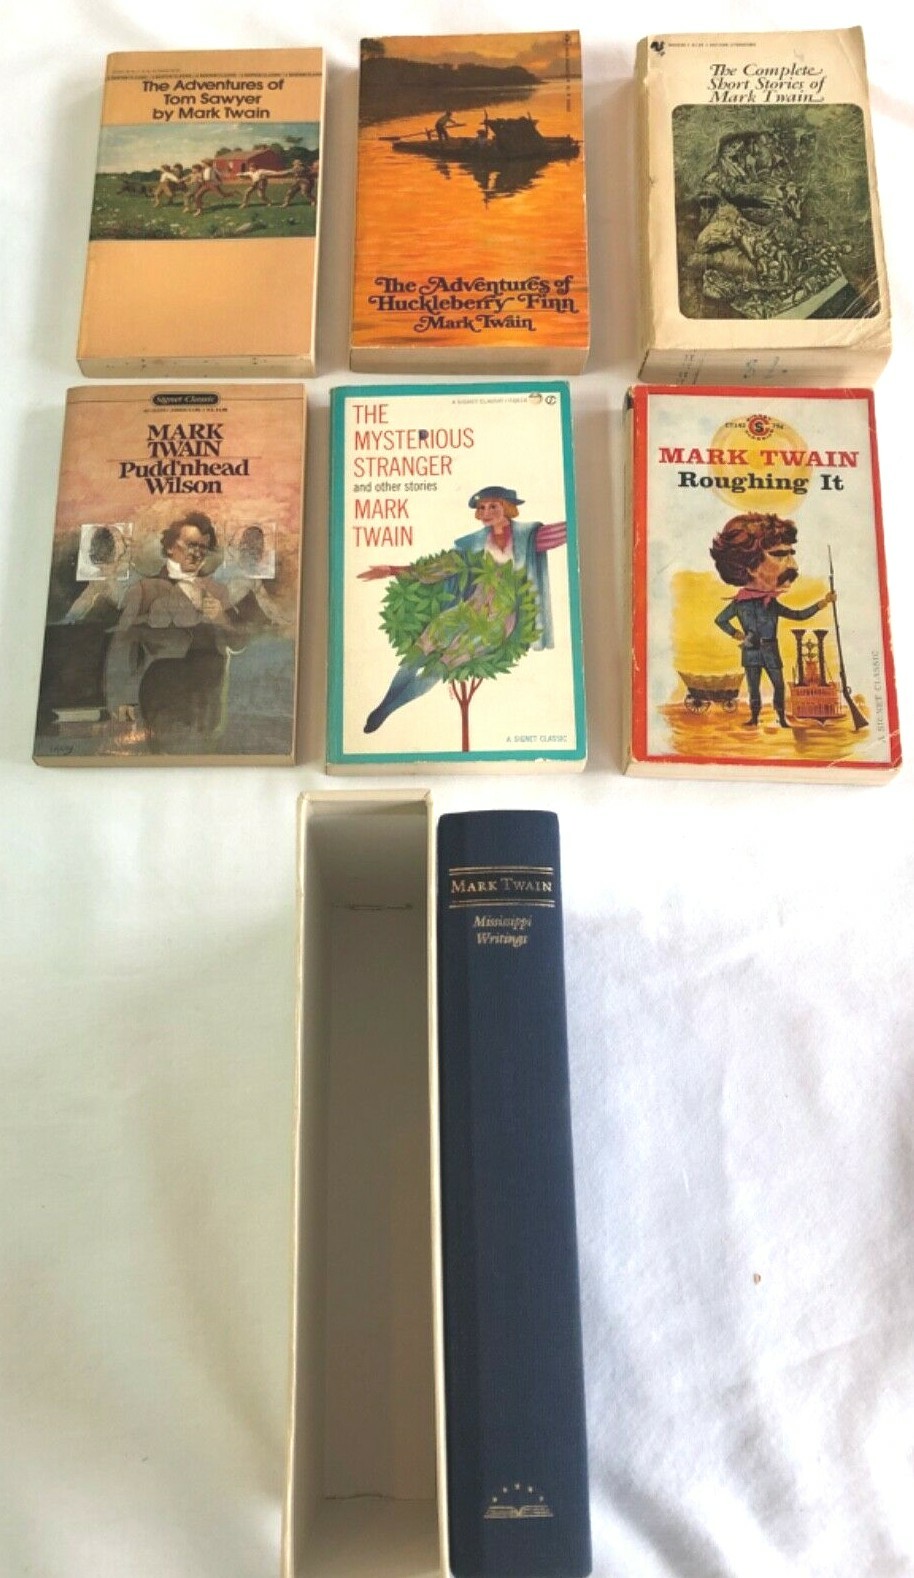 The Adventures of
Tom Sawyer
by Mark Twain
The Adventures of
Huckleberry Finn
Mark Twain
The Complete
Short Stories of
Mark Twain
Signet Classic
MARK
TWAIN
Pudd'nhead
Wilson
THE
MYSTERIOUS
STRANGER
and other stories
MARK
TWAIN
A SIGNET CLASSIC
S
MARK TWAIN
Roughing It
A SIGNET CLASSIC
MARK TWAIN
Mississippi
Writings